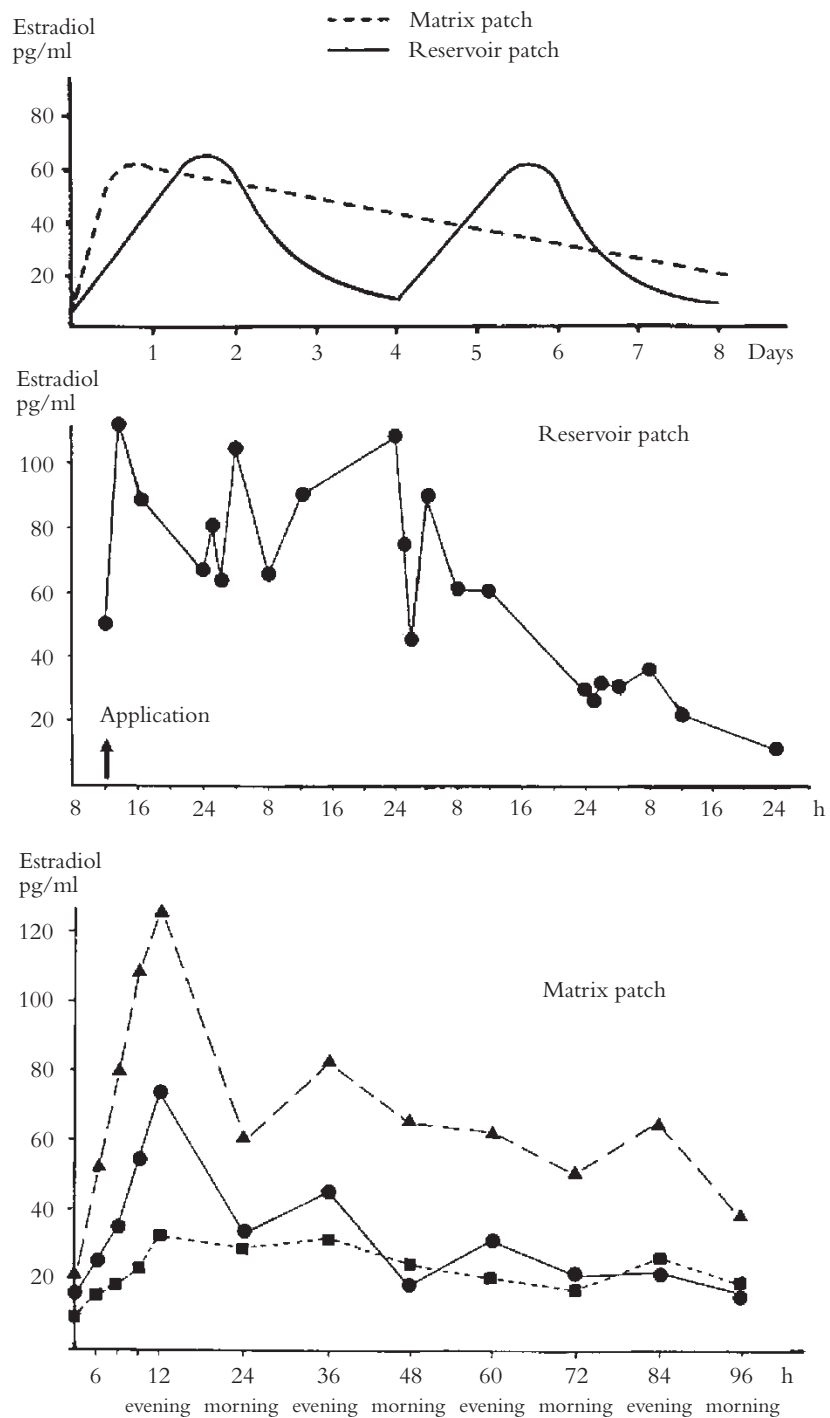 Estradiol
pg/ml
Matrix patch
Reservoir patch
80
60
40
20
1 2 3 4 5 6 7 8 Days
Estradiol
pg/ml
Reservoir patch
100
80
60
40
20
Application
8 16 24 8 16 24 8 16 24 8 16 24 h
Estradiol
pg/ml
Matrix patch
120
100
80
60
40
20
6 12 24 36 48 60 72 84 96 h
evening morning evening morning evening morning evening morning